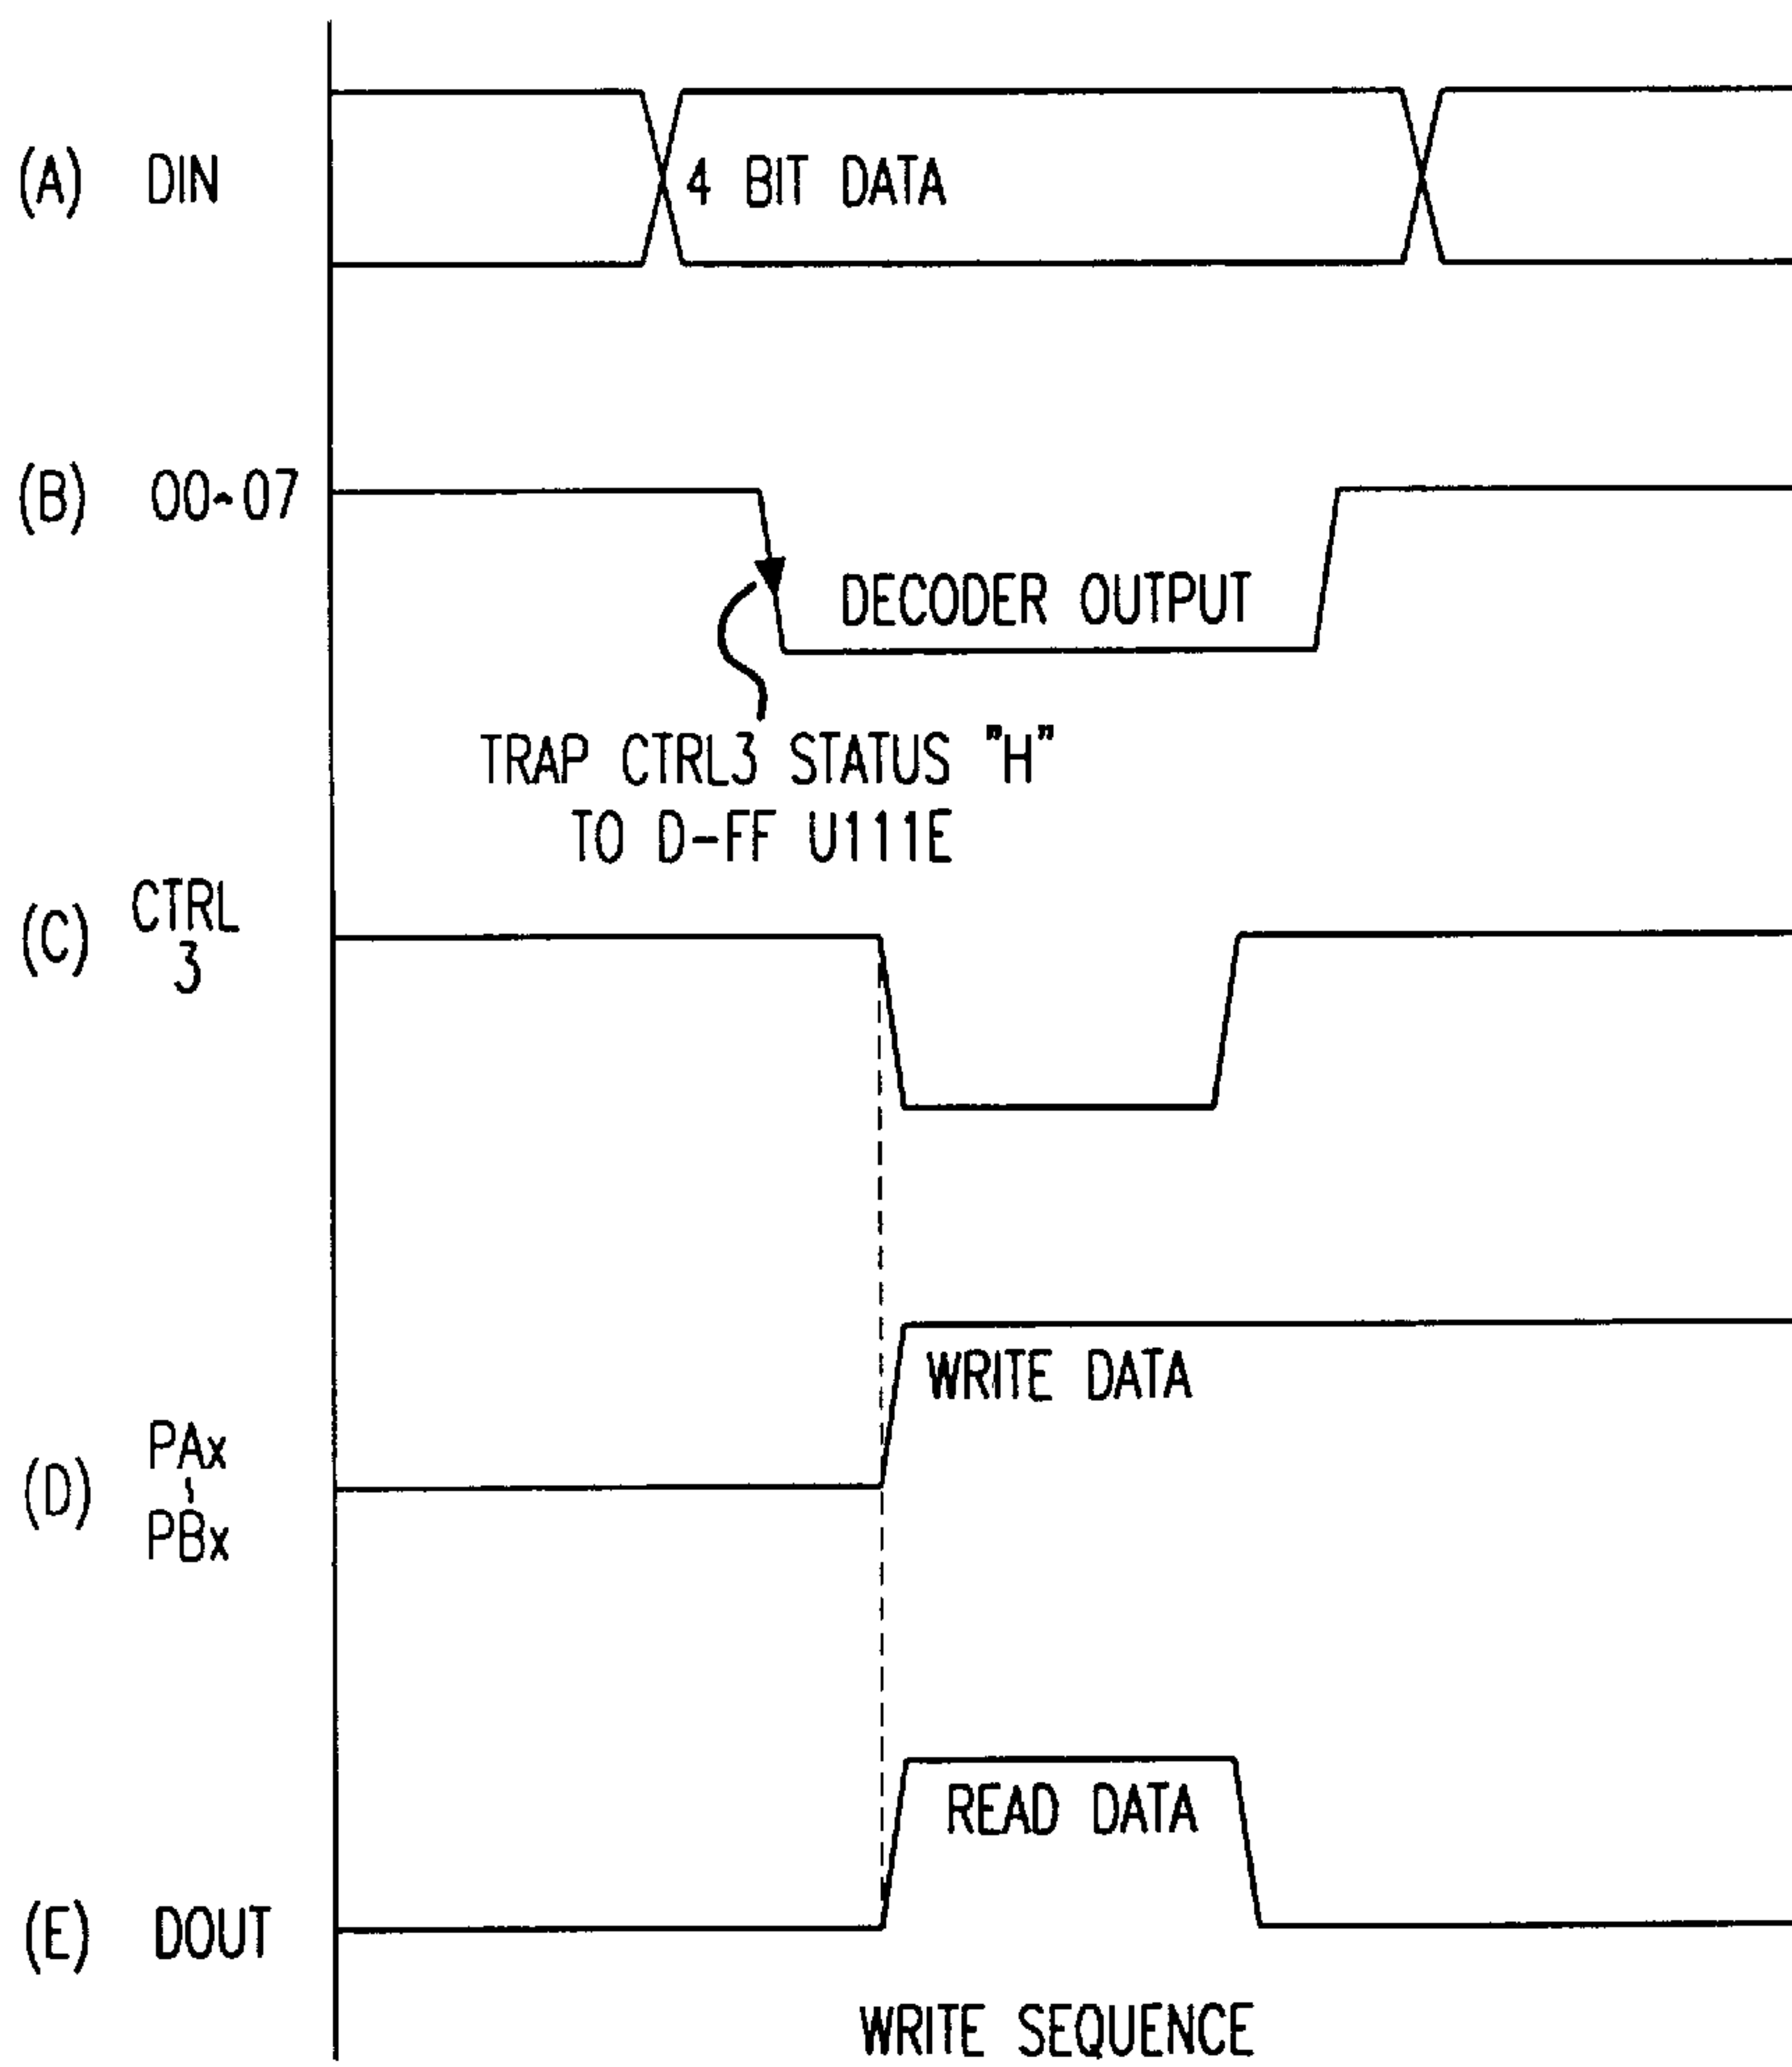 (A) DIN
4 BIT DATA
(B) 00~07
DECODER OUTPUT
TRAP CTRL3 STATUS "H"
TO D-FF U111E
(C) CTRL
3
WRITE DATA
(D) PAx
~
PBx
READ DATA
(E) DOUT
WRITE SEQUENCE